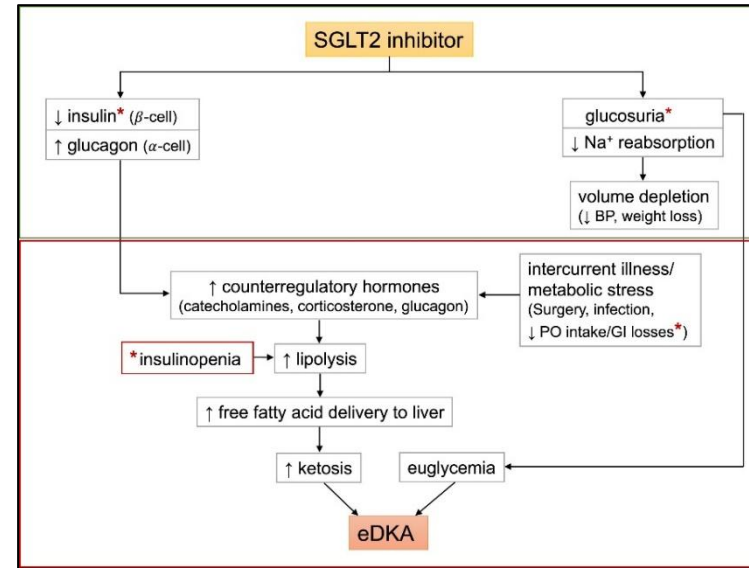 SGLT2 inhibitor
↓ insulin* (β-cell)
↑ glucagon (α-cell)
glucosuria*
↓ Na⁺ reabsorption
volume depletion
(↓ BP, weight loss)
↑ counterregulatory hormones
(catecholamines, corticosterone, glucagon)
intercurrent illness/
metabolic stress
(Surgery, infection,
↓ PO intake/GI losses*)
*insulinopenia
↑ lipolysis
↑ free fatty acid delivery to liver
↑ ketosis
euglycemia
eDKA